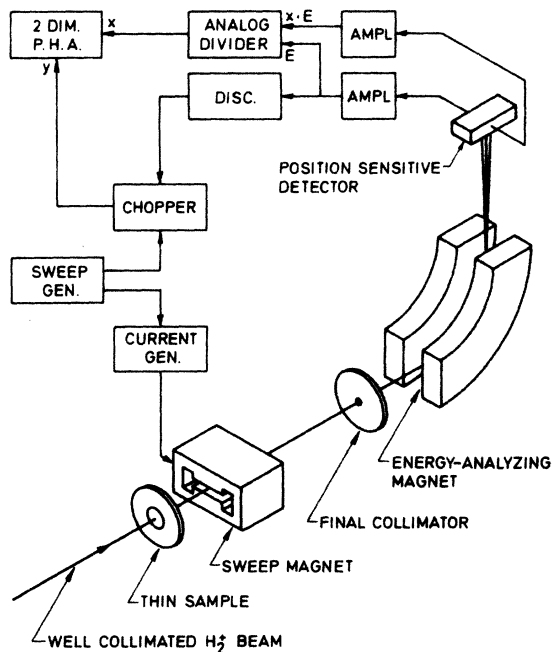 2 DIM.
P. H. A.
x
y
ANALOG
DIVIDER
x·E
E
AMPL
DISC.
AMPL
POSITION SENSITIVE
DETECTOR
CHOPPER
SWEEP
GEN.
CURRENT
GEN.
ENERGY-ANALYZING
MAGNET
FINAL COLLIMATOR
SWEEP MAGNET
THIN SAMPLE
WELL COLLIMATED H₂⁺ BEAM